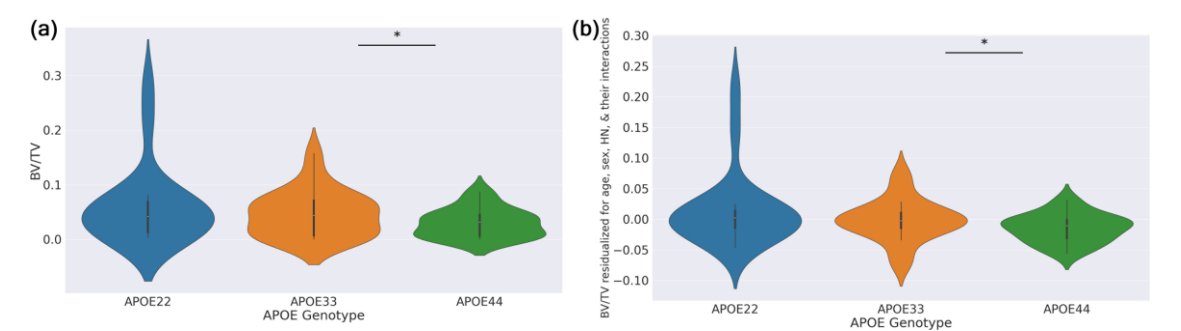 (a)
*
0.3
0.2
0.1
0.0
BV/TV
APOE22 APOE33 APOE44
APOE Genotype
(b)
*
0.30
0.25
0.20
0.15
0.10
0.05
0.00
−0.05
−0.10
BV/TV residualized for age, sex, HN, & their interactions
APOE22 APOE33 APOE44
APOE Genotype